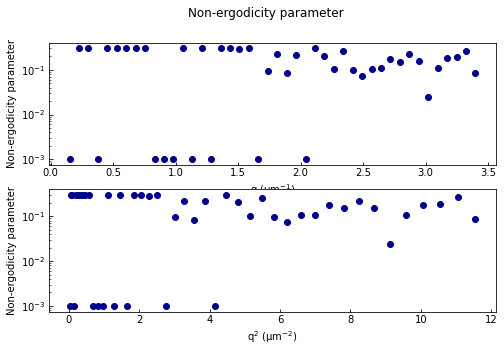 Non-ergodicity parameter
Non-ergodicity parameter
10⁻¹
10⁻²
10⁻³
0.0 0.5 1.0 1.5 2.0 2.5 3.0 3.5
q (μm⁻¹)
Non-ergodicity parameter
10⁻¹
10⁻²
10⁻³
0 2 4 6 8 10 12
q² (μm⁻²)